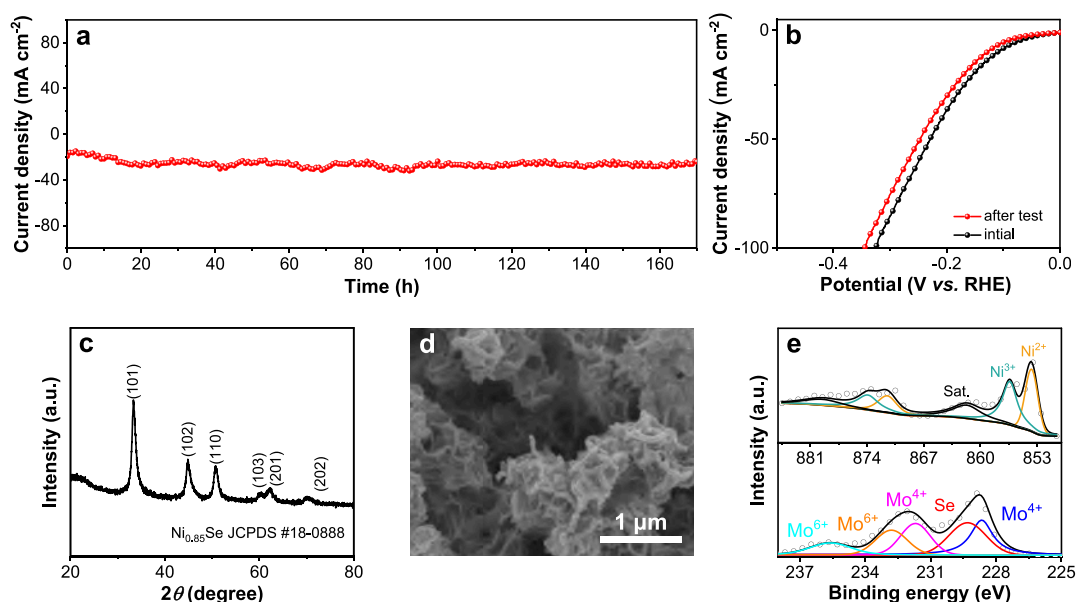 a
Current density (mA cm⁻²)
80
40
0
-40
-80
0 20 40 60 80 100 120 140 160
Time (h)
b
Current density (mA cm⁻²)
0
-50
-100
after test
intial
-0.4 -0.2 0.0
Potential (V vs. RHE)
c
Intensity (a.u.)
(101)
(102)
(110)
(103)
(201)
(202)
Ni₀.₈₅Se JCPDS #18-0888
20 40 60 80
2θ (degree)
d
1 µm
e
Intensity (a.u.)
Ni²⁺
Ni³⁺
Sat.
881 874 867 860 853
Mo⁶⁺ Mo⁶⁺ Mo⁴⁺ Se Mo⁴⁺
237 234 231 228 225
Binding energy (eV)